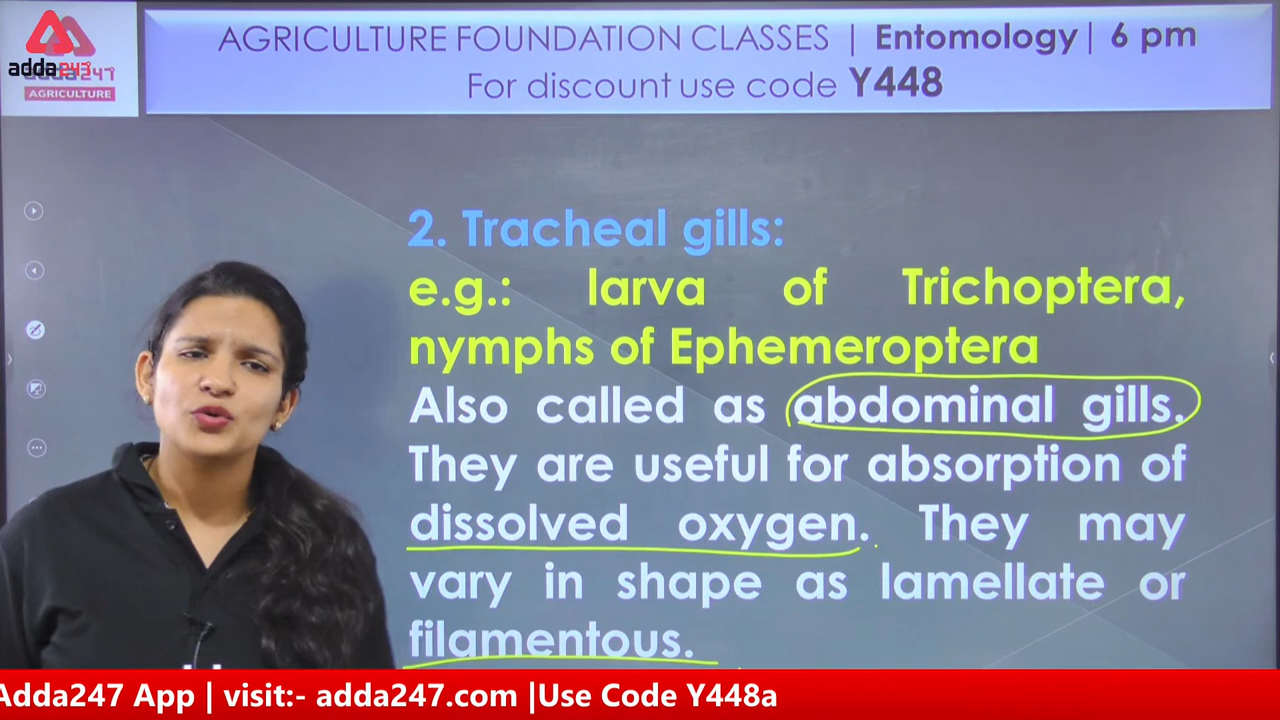 adda247
adda247
AGRICULTURE
AGRICULTURE FOUNDATION CLASSES | Entomology| 6 pm
For discount use code Y448
2. Tracheal gills:
e.g.: larva of Trichoptera,
nymphs of Ephemeroptera
Also called as abdominal gills.
They are useful for absorption of
dissolved oxygen. They may
vary in shape as lamellate or
filamentous.
Adda247 App | visit:- adda247.com |Use Code Y448a